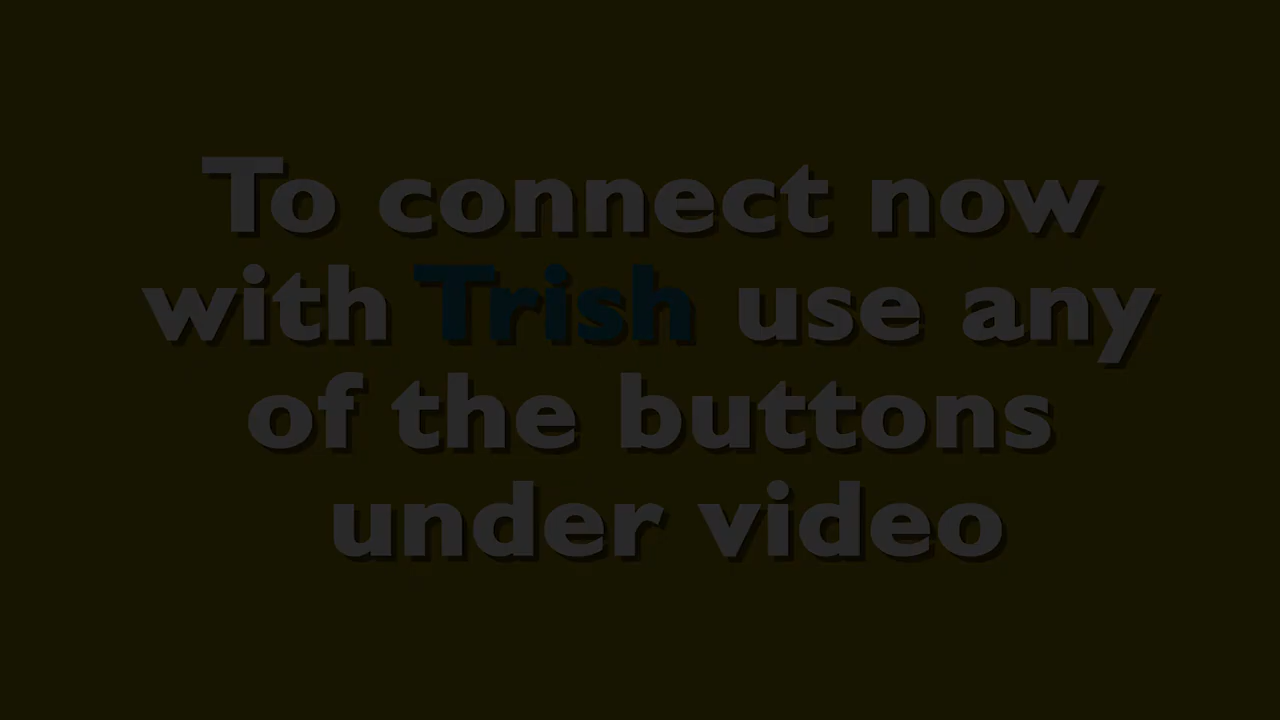 To connect now
with Trish use any
of the buttons
under video